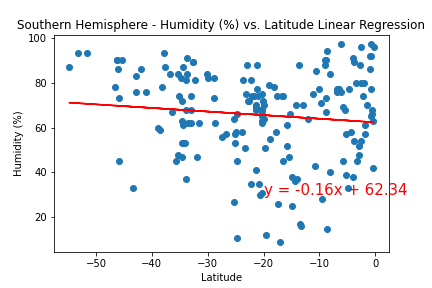 Southern Hemisphere - Humidity (%) vs. Latitude Linear Regression
100
80
60
40
20
Humidity (%)
y = -0.16x + 62.34
−50
−40
−30
−20
−10
0
Latitude